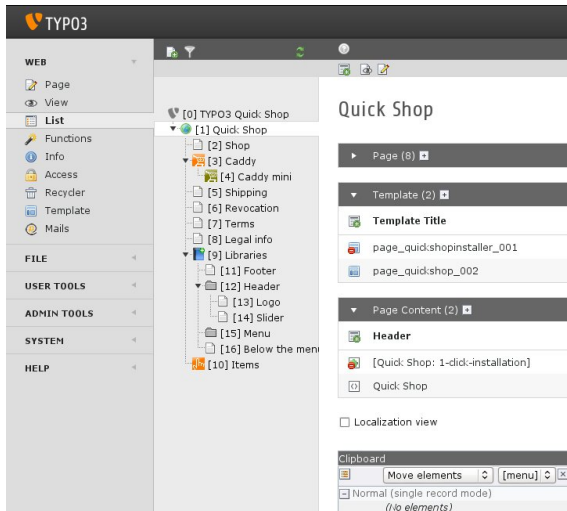 TYPO3
WEB
Page
View
List
Functions
Info
Access
Recycler
Template
Mails
FILE
USER TOOLS
ADMIN TOOLS
SYSTEM
HELP
[0] TYPO3 Quick Shop
[1] Quick Shop
[2] Shop
[3] Caddy
[4] Caddy mini
[5] Shipping
[6] Revocation
[7] Terms
[8] Legal info
[9] Libraries
[11] Footer
[12] Header
[13] Logo
[14] Slider
[15] Menu
[16] Below the menu
[10] Items
Quick Shop
Page (8)
Template (2)
Template Title
page_quickshopinstaller_001
page_quickshop_002
Page Content (2)
Header
[Quick Shop: 1-click-installation]
Quick Shop
Localization view
Clipboard
Move elements [menu]
Normal (single record mode)
(No elements)